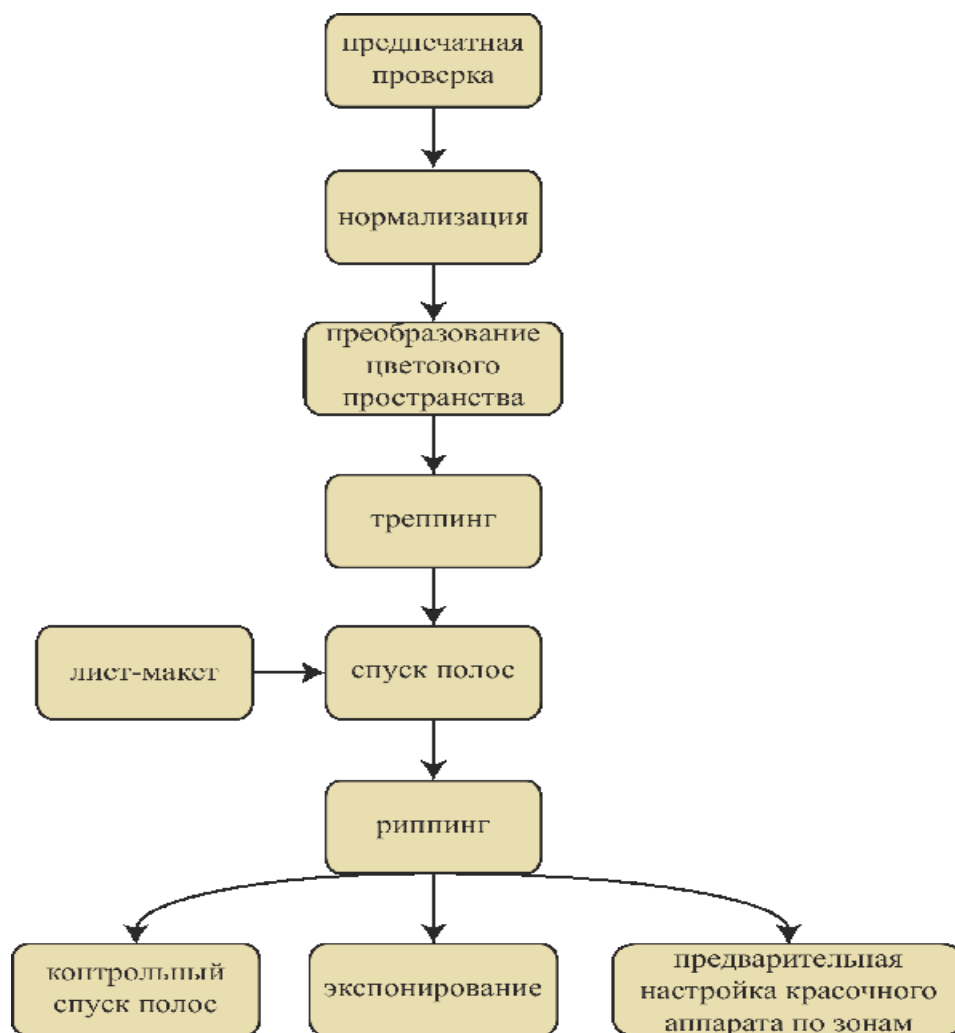 предпечатная
проверка
нормализация
преобразование
цветового
пространства
треппинг
лист-макет
спуск полос
риппинг
контрольный
спуск полос
экспонирование
предварительная
настройка красочного
аппарата по зонам